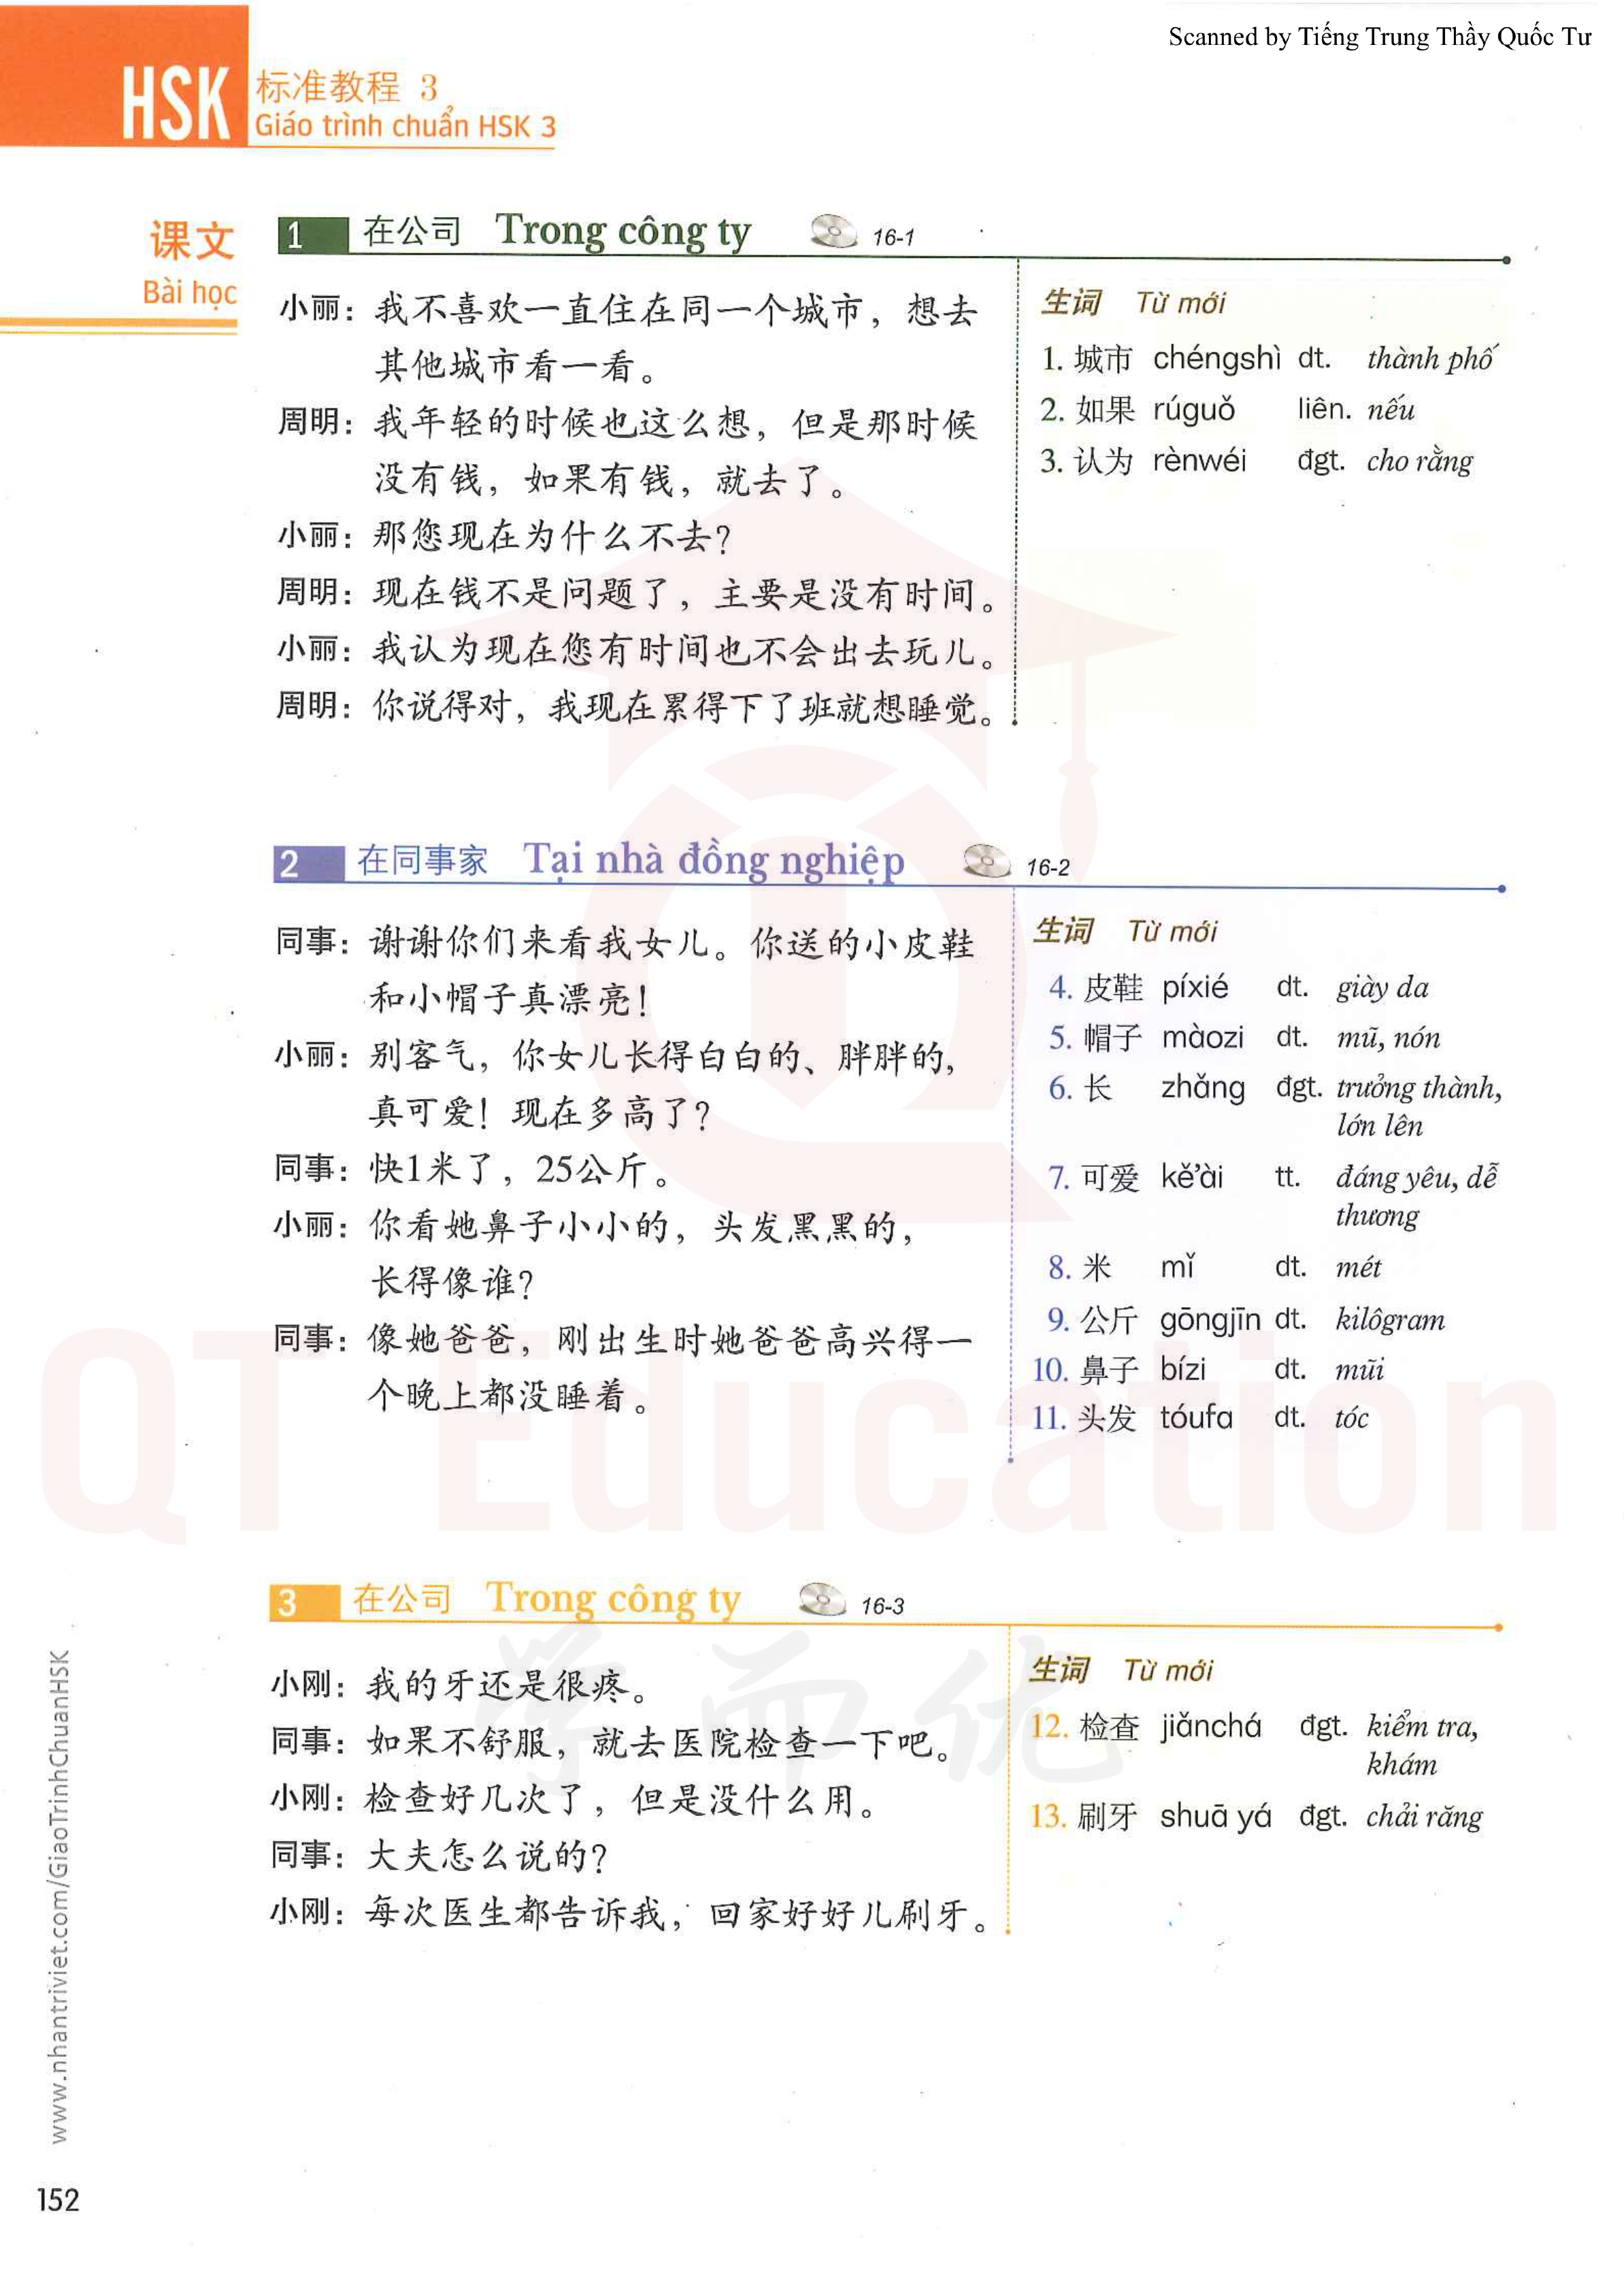 Scanned by Tiếng Trung Thầy Quốc Tư
HSK
标准教程 3
Giáo trình chuẩn HSK 3
课文
Bài học
1 在公司 Trong công ty 16-1
小丽：我不喜欢一直住在同一个城市，想去
其他城市看一看。
周明：我年轻的时候也这么想，但是那时候
没有钱，如果有钱，就去了。
小丽：那您现在为什么不去？
周明：现在钱不是问题了，主要是没有时间。
小丽：我认为现在您有时间也不会出去玩儿。
周明：你说得对，我现在累得下了班就想睡觉。
生词 Từ mới
1. 城市 chéngshì dt. thành phố
2. 如果 rúguǒ liên. nếu
3. 认为 rènwéi đgt. cho rằng
2 在同事家 Tại nhà đồng nghiệp 16-2
同事：谢谢你们来看我女儿。你送的小皮鞋
和小帽子真漂亮！
小丽：别客气，你女儿长得白白的、胖胖的，
真可爱！现在多高了？
同事：快1米了，25公斤。
小丽：你看她鼻子小小的，头发黑黑的，
长得像谁？
同事：像她爸爸，刚出生时她爸爸高兴得一
个晚上都没睡着。
生词 Từ mới
4. 皮鞋 píxié dt. giày da
5. 帽子 màozi dt. mũ, nón
6. 长 zhǎng đgt. trưởng thành,
lớn lên
7. 可爱 kě'ài tt. đáng yêu, dễ
thương
8. 米 mǐ dt. mét
9. 公斤 gōngjīn dt. kilôgram
10. 鼻子 bízi dt. mũi
11. 头发 tóufa dt. tóc
QT Education
3 在公司 Trong công ty 16-3
小刚：我的牙还是很疼。
同事：如果不舒服，就去医院检查一下吧。
小刚：检查好几次了，但是没什么用。
同事：大夫怎么说的？
小刚：每次医生都告诉我，回家好好儿刷牙。
生词 Từ mới
12. 检查 jiǎnchá đgt. kiểm tra,
khám
13. 刷牙 shuā yá đgt. chải răng
学而优
www.nhantriviet.com/GiaoTrinhChuanHSK
152